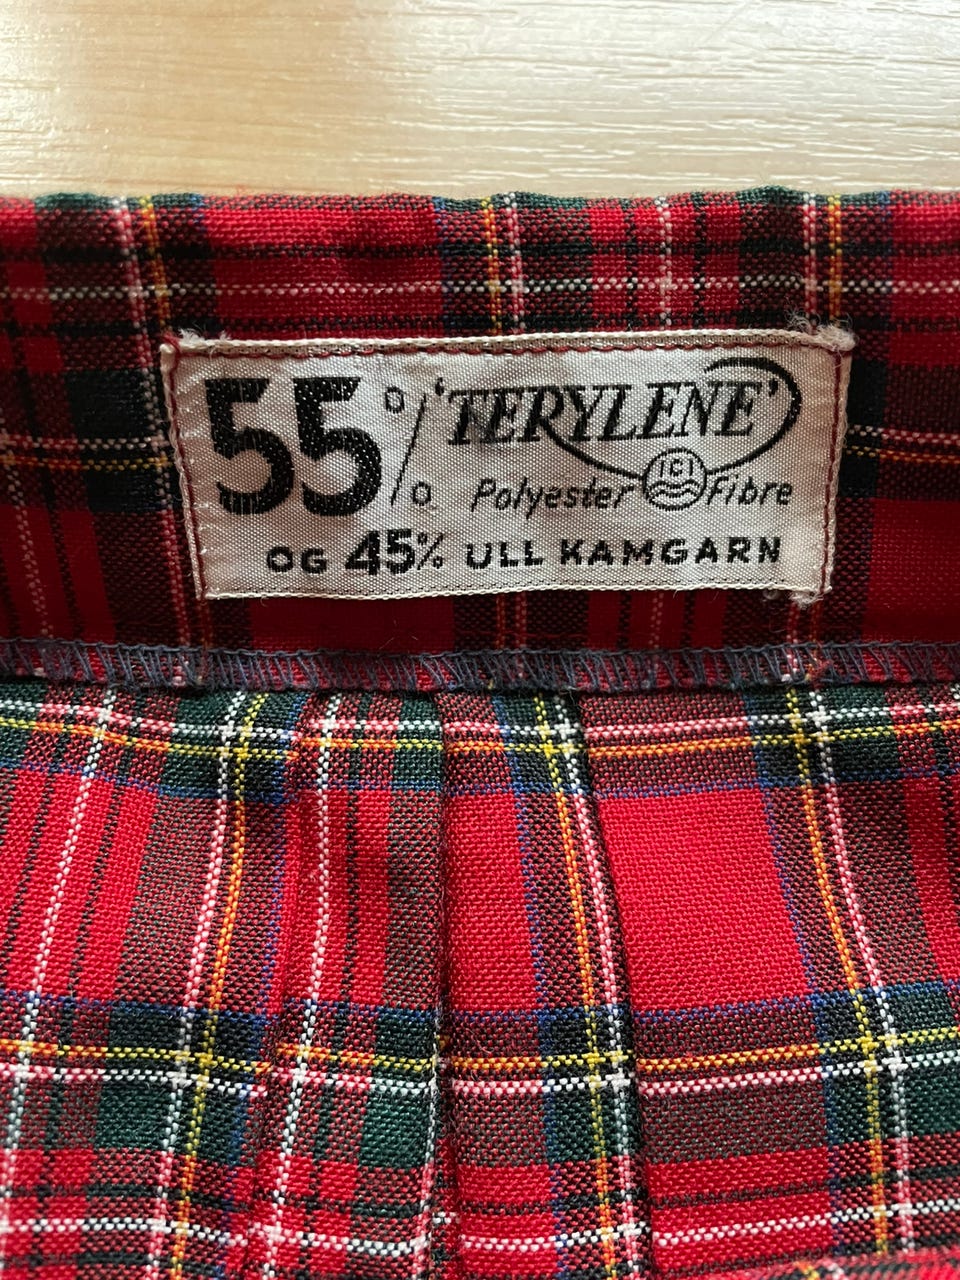 55% 'TERYLENE'
Polyester ICI Fibre
OG 45% ULL KAMGARN